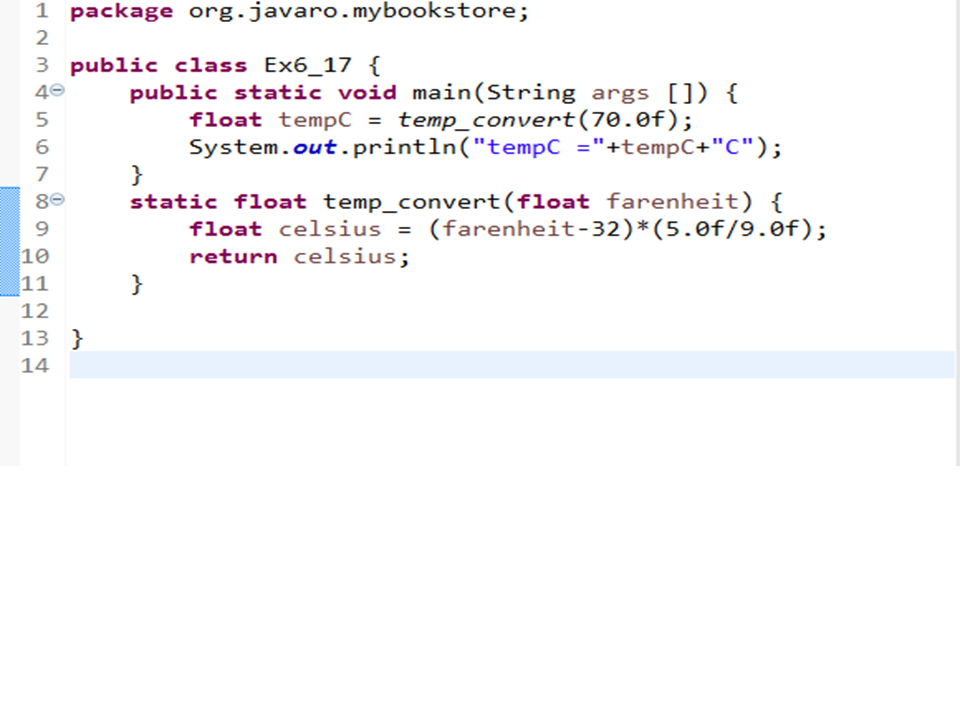 1 package org.javaro.mybookstore;
2
3 public class Ex6_17 {
4 public static void main(String args []) {
5 float tempC = temp_convert(70.0f);
6 System.out.println("tempC ="+tempC+"C");
7 }
8 static float temp_convert(float farenheit) {
9 float celsius = (farenheit-32)*(5.0f/9.0f);
10 return celsius;
11 }
12
13 }
14